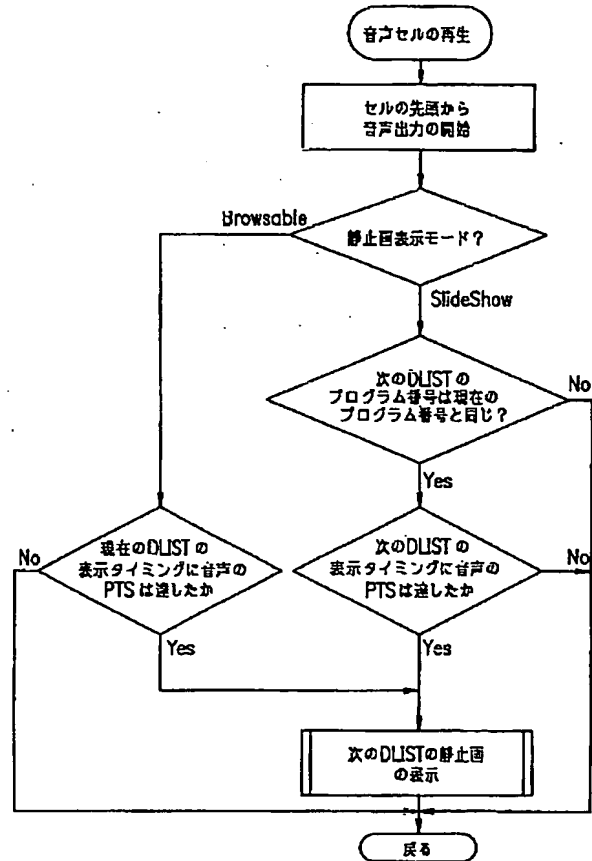 音声セルの再生
セルの先頭から
音声出力の開始
Browsable
静止画表示モード？
SlideShow
次のDLISTの
プログラム番号は現在の
プログラム番号と同じ？
No
Yes
No
現在のDLISTの
表示タイミングに音声の
PTSは達したか
次のDLISTの
表示タイミングに音声の
PTSは達したか
No
Yes
Yes
次のDLISTの静止画
の表示
戻る